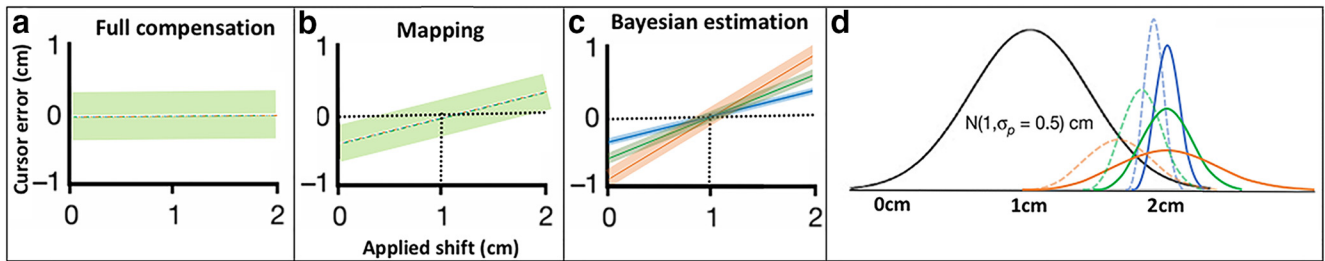 a Full compensation
Cursor error (cm)
1
0
–1
0 1 2
b Mapping
1
0
–1
0 1 2
Applied shift (cm)
c Bayesian estimation
1
0
–1
0 1 2
d
N(1,σp = 0.5) cm
0cm 1cm 2cm